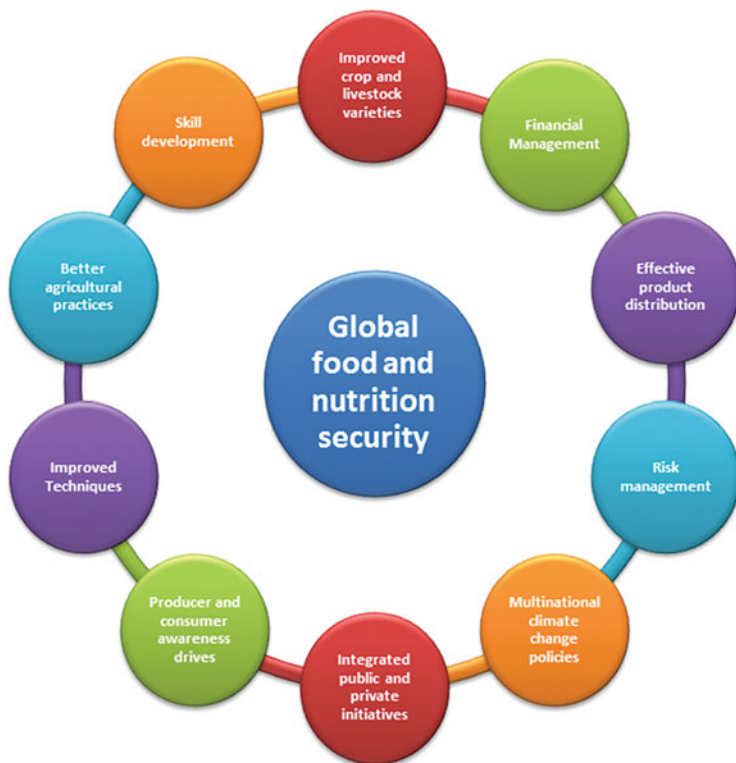 Improved
crop and
livestock
varieties
Financial
Management
Effective
product
distribution
Risk
management
Multinational
climate
change
policies
Integrated
public and
private
initiatives
Producer and
consumer
awareness
drives
Improved
Techniques
Better
agricultural
practices
Skill
development
Global
food and
nutrition
security